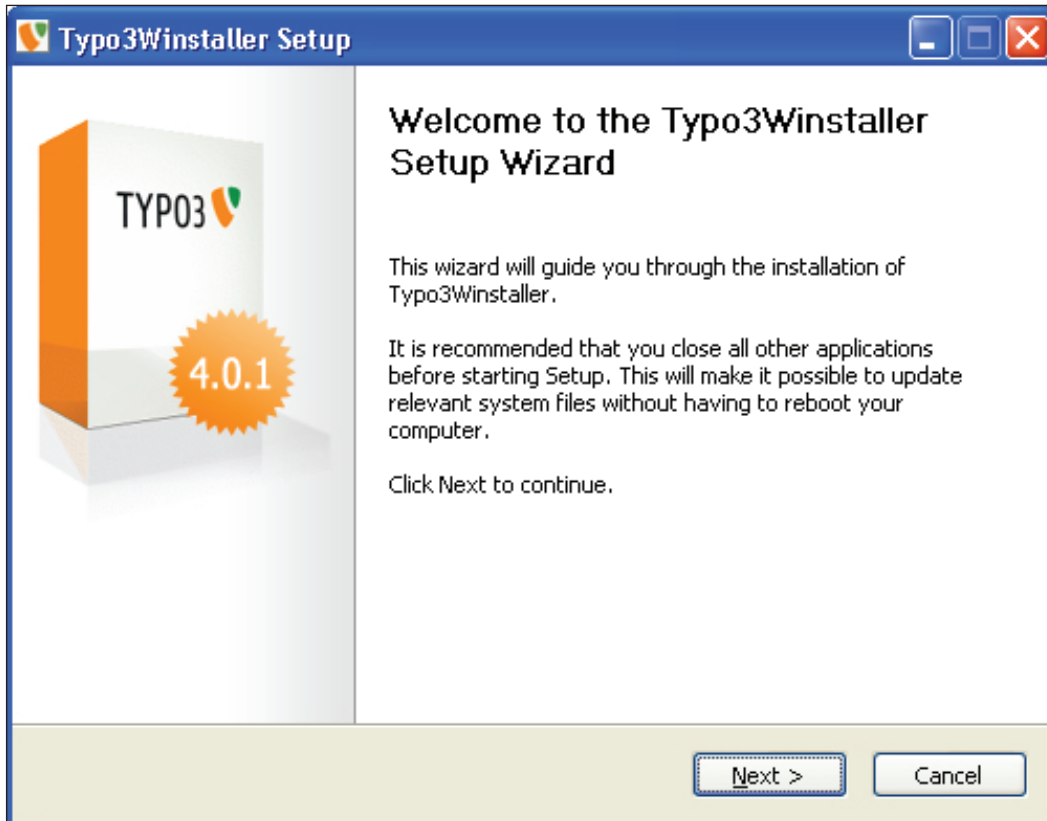 Typo3Winstaller Setup
Welcome to the Typo3Winstaller
Setup Wizard
TYPO3
4.0.1
This wizard will guide you through the installation of
Typo3Winstaller.
It is recommended that you close all other applications
before starting Setup. This will make it possible to update
relevant system files without having to reboot your
computer.
Click Next to continue.
Next >
Cancel